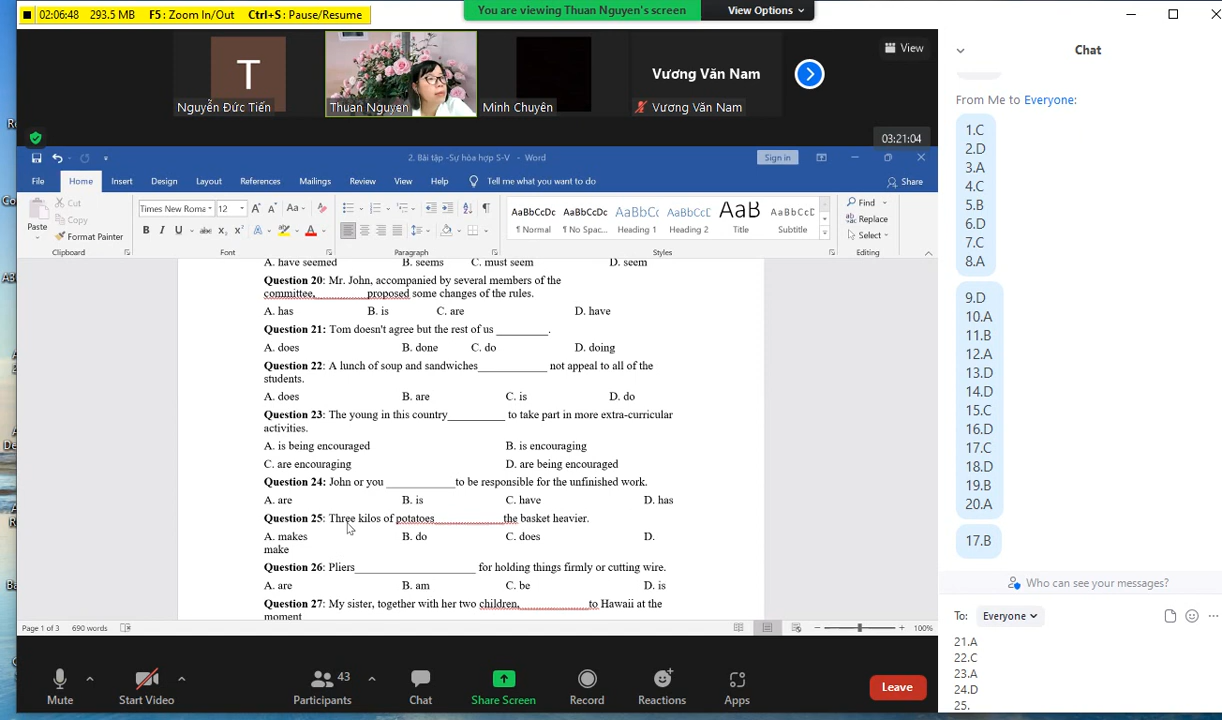 02:06:48 293.5 MB F5: Zoom In/Out Ctrl+S : Pause/Resume
You are viewing Thuan Nguyen's screen
View Options
T
Nguyễn Đức Tiến
Thuan Nguyen
Minh Chuyên
Vương Văn Nam
Vương Văn Nam
View
03:21:04
2. Bài tập -Sự hòa hợp S-V - Word
Sign in
File Home Insert Design Layout References Mailings Review View Help Tell me what you want to do Share
Paste
Cut
Copy
Format Painter
Clipboard
Times New Roma 12
Font
Paragraph
AaBbCcDc ¶ Normal
AaBbCcDc ¶ No Spac...
AaBbCc Heading 1
AaBbCcD Heading 2
AaB Title
AaBbCcD Subtitle
Styles
Find
Replace
Select
Editing
A. have seemed B. seems C. must seem D. seem
Question 20: Mr. John, accompanied by several members of the
committee,_________proposed some changes of the rules.
A. has B. is C. are D. have
Question 21: Tom doesn't agree but the rest of us _________.
A. does B. done C. do D. doing
Question 22: A lunch of soup and sandwiches____________ not appeal to all of the
students.
A. does B. are C. is D. do
Question 23: The young in this country__________ to take part in more extra-curricular
activities.
A. is being encouraged B. is encouraging
C. are encouraging D. are being encouraged
Question 24: John or you ____________to be responsible for the unfinished work.
A. are B. is C. have D. has
Question 25: Three kilos of potatoes____________the basket heavier.
A. makes B. do C. does D.
make
Question 26: Pliers_____________________ for holding things firmly or cutting wire.
A. are B. am C. be D. is
Question 27: My sister, together with her two children,____________to Hawaii at the
moment
Page 1 of 3 690 words
100%
Mute
Start Video
43
Participants
Chat
Share Screen
Record
Reactions
Apps
Leave
Chat
From Me to Everyone:
1.C
2.D
3.A
4.C
5.B
6.D
7.C
8.A
9.D
10.A
11.B
12.A
13.D
14.D
15.C
16.D
17.C
18.D
19.B
20.A
17.B
Who can see your messages?
To: Everyone
21.A
22.C
23.A
24.D
25.